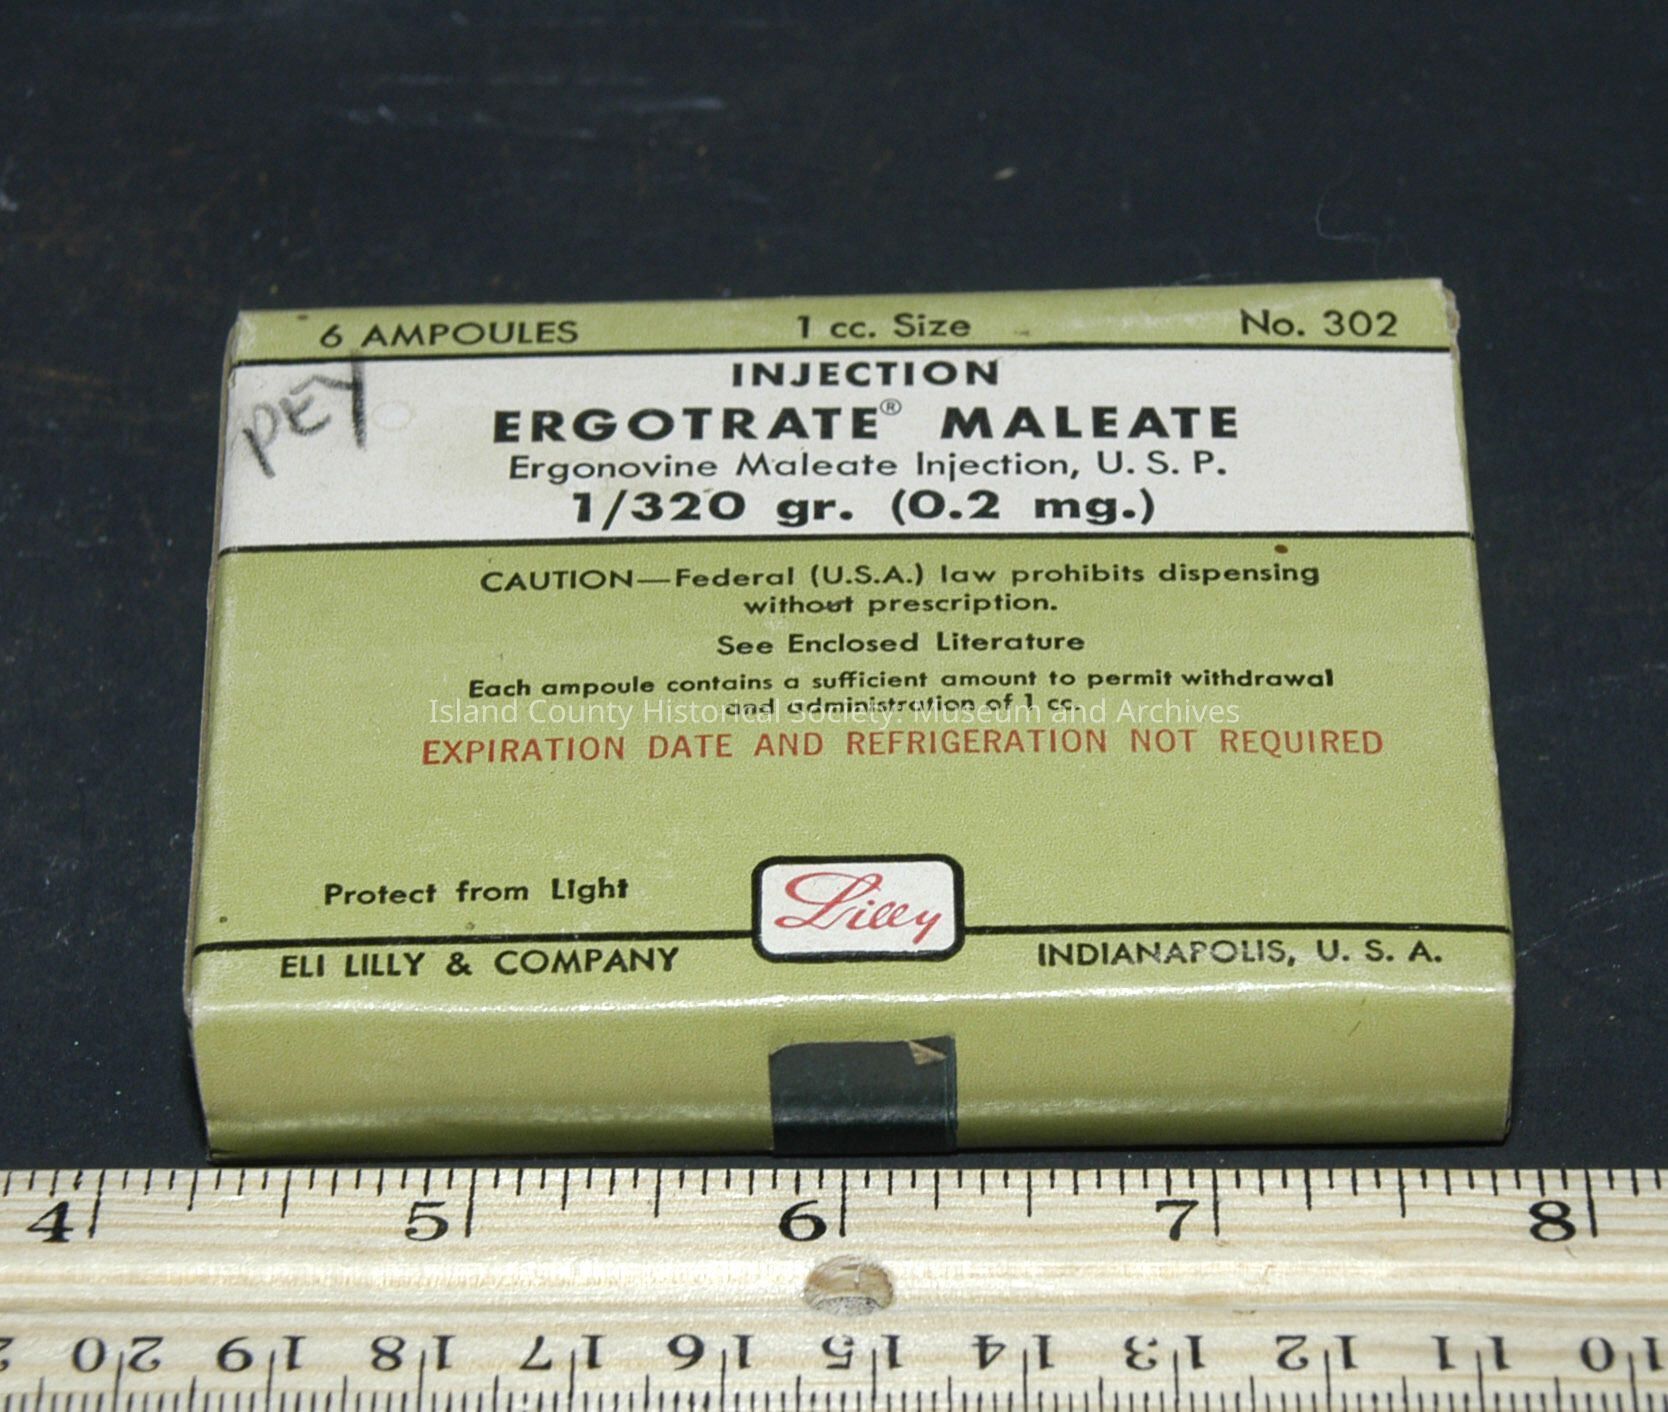 6 AMPOULES 1 cc. Size No. 302
INJECTION
PEY
ERGOTRATE® MALEATE
Ergonovine Maleate Injection, U. S. P.
1/320 gr. (0.2 mg.)
CAUTION—Federal (U.S.A.) law prohibits dispensing
without prescription.
See Enclosed Literature
Each ampoule contains a sufficient amount to permit withdrawal
and administration of 1 cc.
Island County Historical Society: Museum and Archives
EXPIRATION DATE AND REFRIGERATION NOT REQUIRED
Protect from Light
Lilly
ELI LILLY & COMPANY INDIANAPOLIS, U. S. A.
4 5 6 7 8
20 19 18 17 16 15 14 13 12 11 10